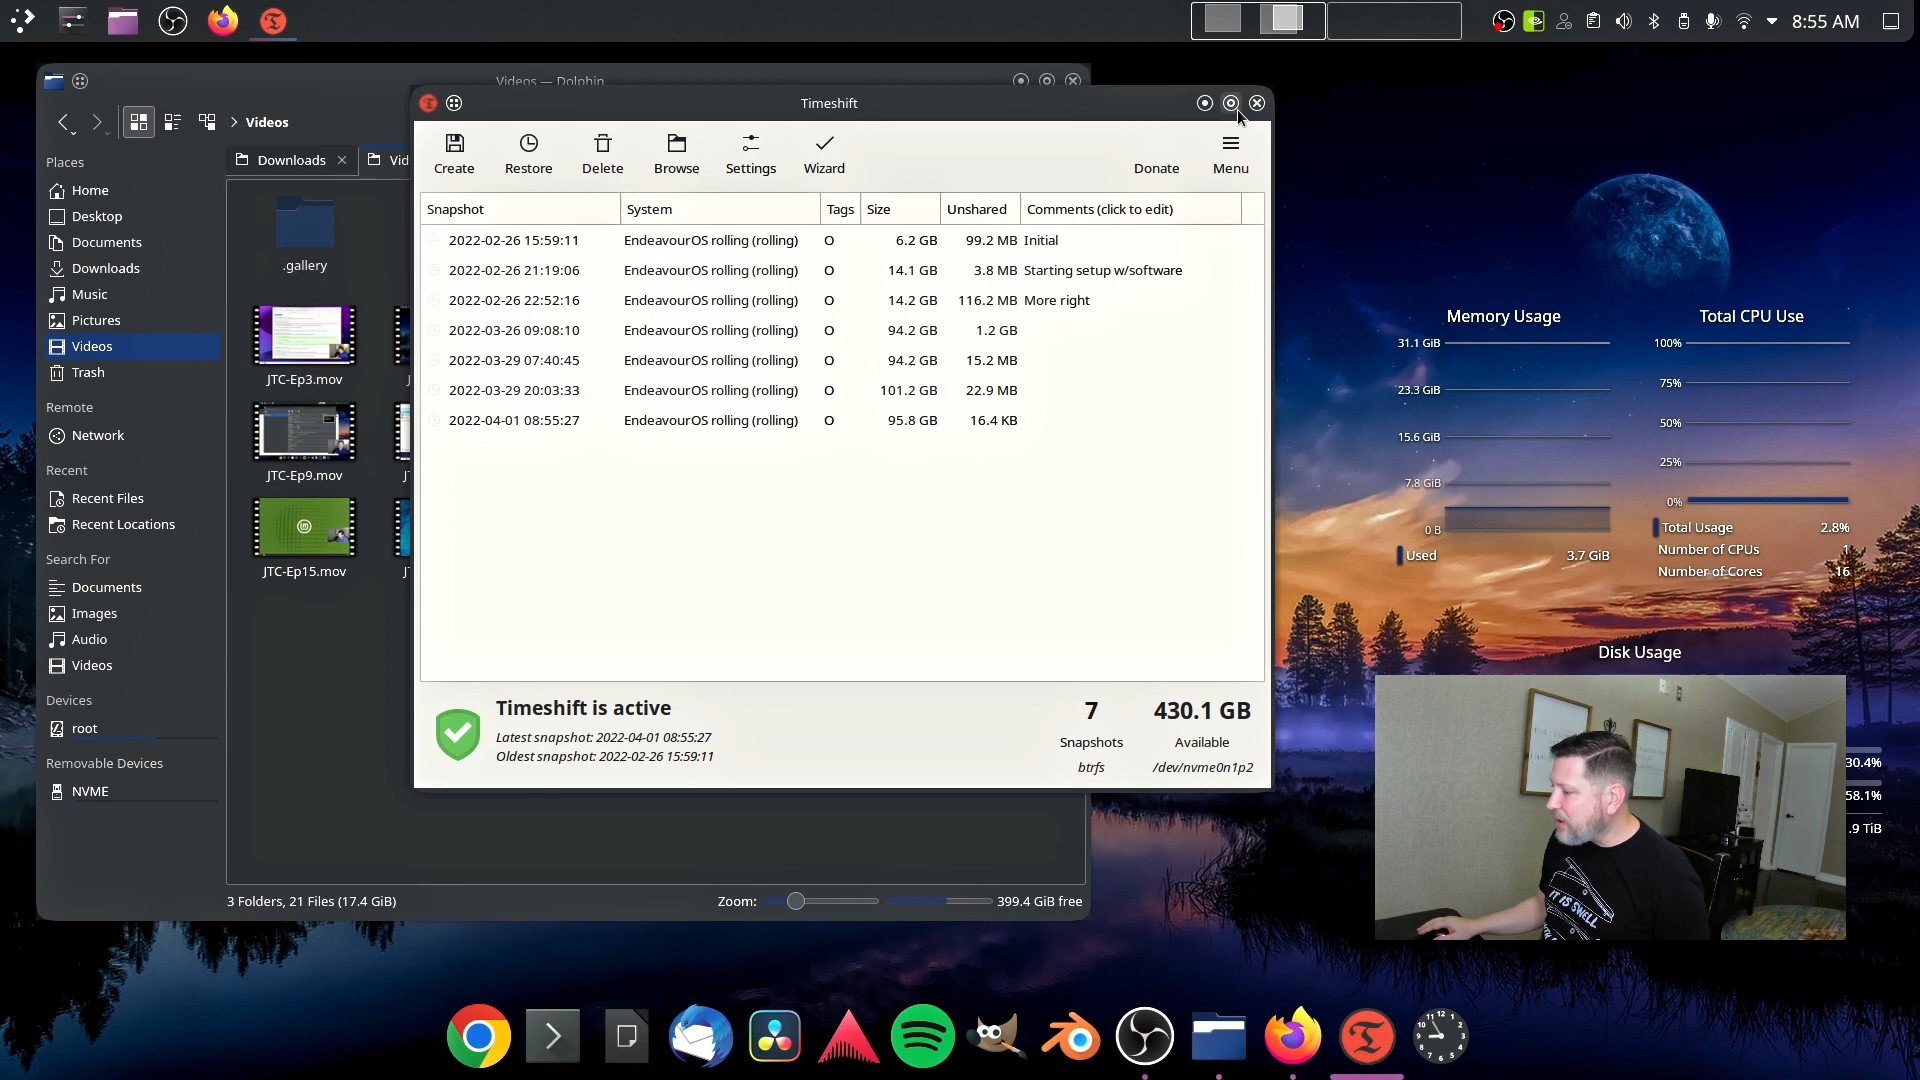 8:55 AM
Videos — Dolphin
Videos
Places
Home
Desktop
Documents
Downloads
Music
Pictures
Videos
Trash
Remote
Network
Recent
Recent Files
Recent Locations
Search For
Documents
Images
Audio
Videos
Devices
root
Removable Devices
NVME
Downloads
Vid
.gallery
JTC-Ep3.mov
JTC-Ep9.mov
JTC-Ep15.mov
3 Folders, 21 Files (17.4 GiB)
Zoom:
399.4 GiB free
Timeshift
Create
Restore
Delete
Browse
Settings
Wizard
Donate
Menu
Snapshot System Tags Size Unshared Comments (click to edit)
2022-02-26 15:59:11 EndeavourOS rolling (rolling) O 6.2 GB 99.2 MB Initial
2022-02-26 21:19:06 EndeavourOS rolling (rolling) O 14.1 GB 3.8 MB Starting setup w/software
2022-02-26 22:52:16 EndeavourOS rolling (rolling) O 14.2 GB 116.2 MB More right
2022-03-26 09:08:10 EndeavourOS rolling (rolling) O 94.2 GB 1.2 GB
2022-03-29 07:40:45 EndeavourOS rolling (rolling) O 94.2 GB 15.2 MB
2022-03-29 20:03:33 EndeavourOS rolling (rolling) O 101.2 GB 22.9 MB
2022-04-01 08:55:27 EndeavourOS rolling (rolling) O 95.8 GB 16.4 KB
Timeshift is active
Latest snapshot: 2022-04-01 08:55:27
Oldest snapshot: 2022-02-26 15:59:11
7
Snapshots
btrfs
430.1 GB
Available
/dev/nvme0n1p2
Memory Usage
31.1 GiB
23.3 GiB
15.6 GiB
7.8 GiB
0 B
Used 3.7 GiB
Total CPU Use
100%
75%
50%
25%
0%
Total Usage 2.8%
Number of CPUs 1
Number of Cores 16
Disk Usage
30.4%
58.1%
.9 TiB
IT IS SWELL